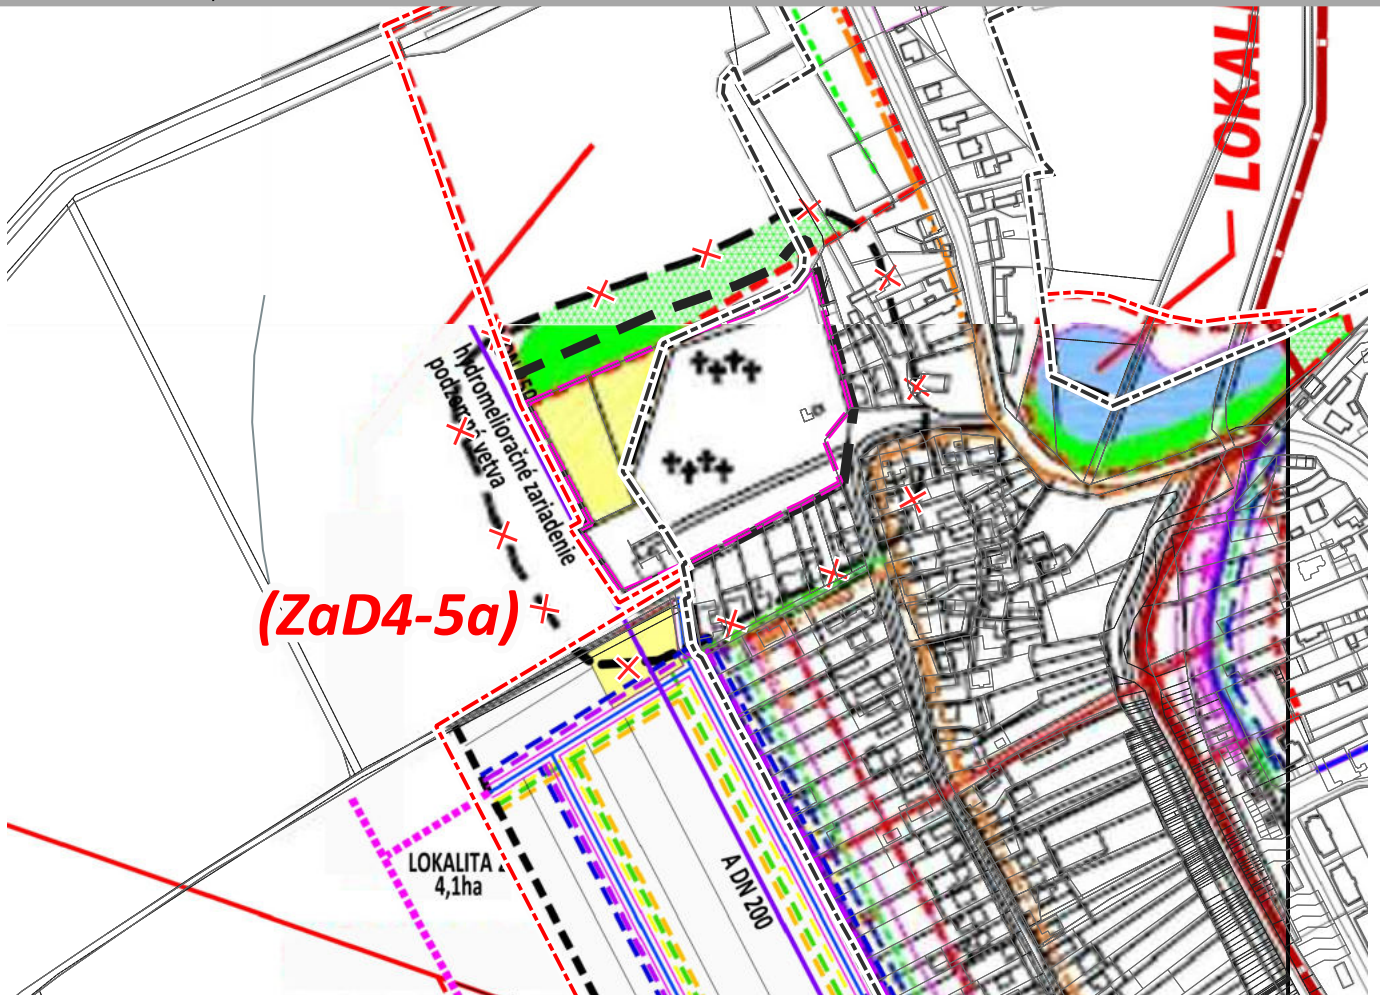 LOKAL
hydromelioračné zariadenie
podzemná vetva
(ZaD4-5a)
LOKALITA
4,1ha
A DN 200